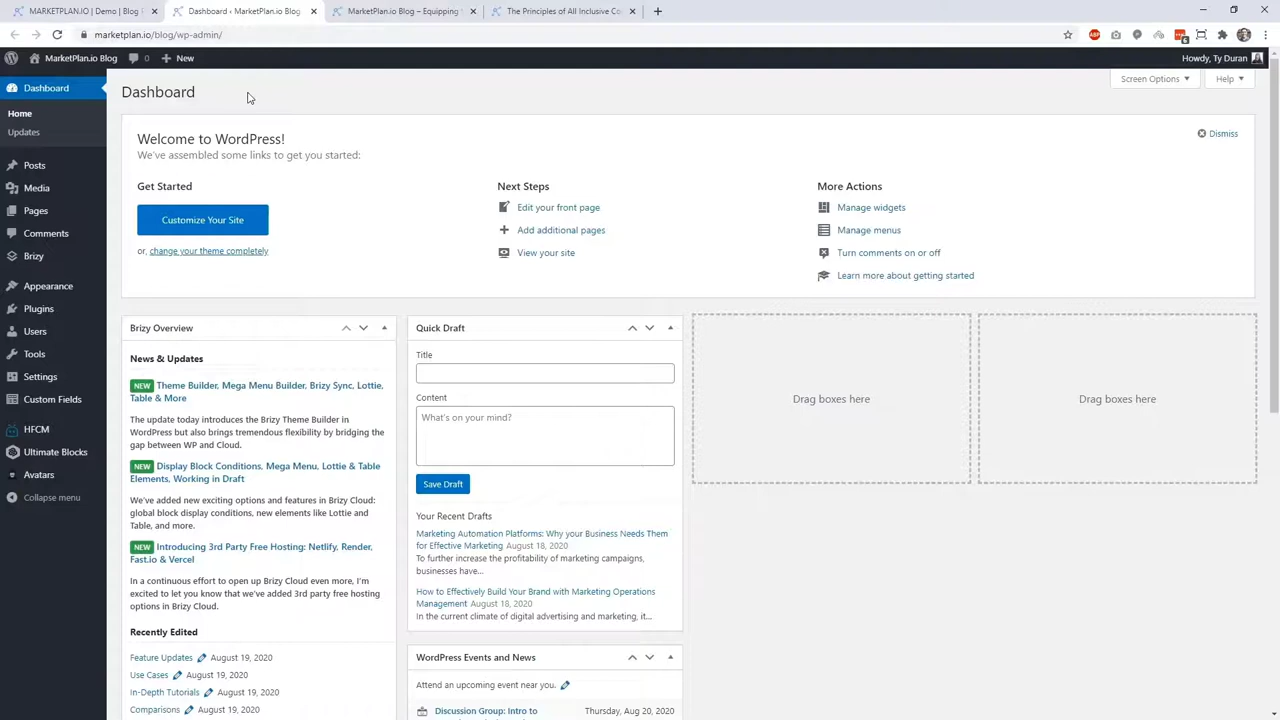 MARKETPLAN.IO | Demo | Blog P
Dashboard ‹ MarketPlan.io Blog
MarketPlan.io – Equipping
The Principles of All Inclusive Co
marketplan.io/blog/wp-admin/
MarketPlan.io Blog
0
New
Howdy, Ty Duran
Dashboard
Home
Updates
Posts
Media
Pages
Comments
Brizy
Appearance
Plugins
Users
Tools
Settings
Custom Fields
HFCM
Ultimate Blocks
Avatars
Collapse menu
Dashboard
Screen Options
Help
Welcome to WordPress!
We've assembled some links to get you started:
Dismiss
Get Started
Customize Your Site
or, change your theme completely
Next Steps
Edit your front page
Add additional pages
View your site
More Actions
Manage widgets
Manage menus
Turn comments on or off
Learn more about getting started
Brizy Overview
News & Updates
NEW Theme Builder, Mega Menu Builder, Brizy Sync, Lottie,
Table & More
The update today introduces the Brizy Theme Builder in
WordPress but also brings tremendous flexibility by bridging the
gap between WP and Cloud.
NEW Display Block Conditions, Mega Menu, Lottie & Table
Elements, Working in Draft
We've added new exciting options and features in Brizy Cloud:
global block display conditions, new elements like Lottie and
Table, and more.
NEW Introducing 3rd Party Free Hosting: Netlify, Render,
Fast.io & Vercel
In a continuous effort to open up Brizy Cloud even more, I'm
excited to let you know that we've added 3rd party free hosting
options in Brizy Cloud.
Recently Edited
Feature Updates August 19, 2020
Use Cases August 19, 2020
In-Depth Tutorials August 19, 2020
Comparisons August 19, 2020
Quick Draft
Title
Content
What's on your mind?
Save Draft
Your Recent Drafts
Marketing Automation Platforms: Why your Business Needs Them
for Effective Marketing August 18, 2020
To further increase the profitability of marketing campaigns,
businesses have...
How to Effectively Build Your Brand with Marketing Operations
Management August 18, 2020
In the current climate of digital advertising and marketing, it...
WordPress Events and News
Attend an upcoming event near you.
Discussion Group: Intro to Thursday, Aug 20, 2020
Drag boxes here
Drag boxes here